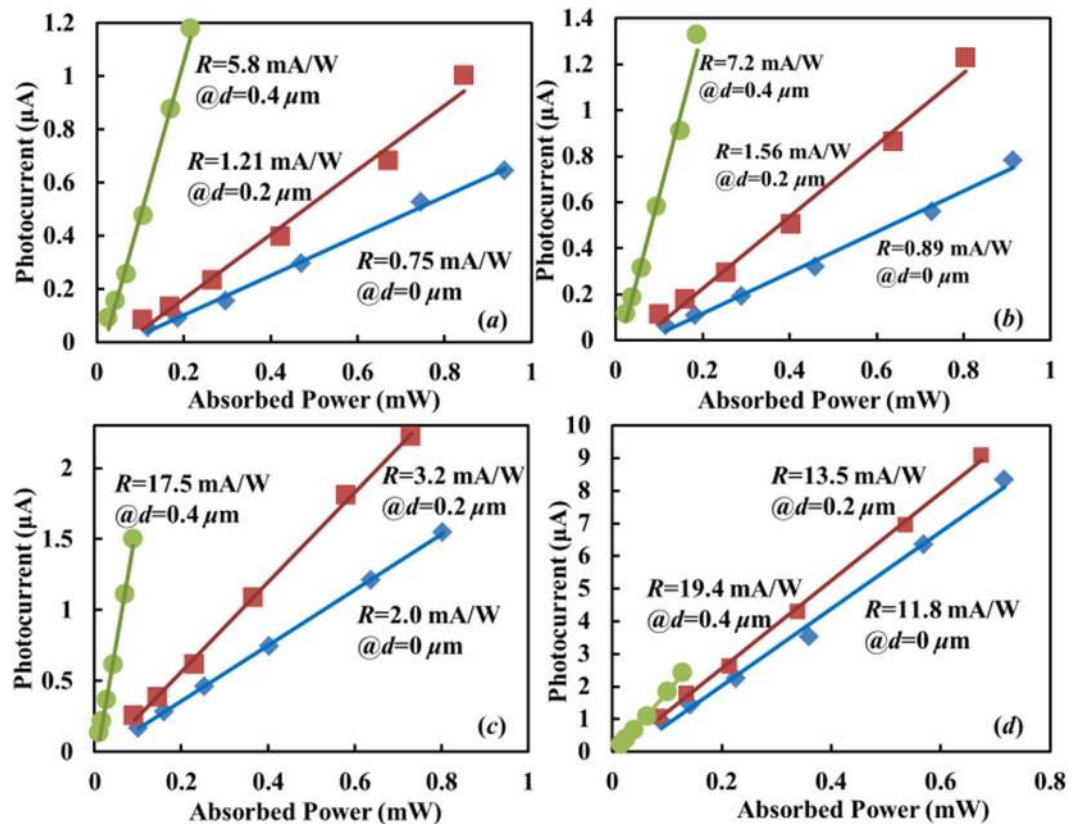 1.2
1
0.8
0.6
0.4
0.2
0
Photocurrent (µA)
R=5.8 mA/W
@d=0.4 µm
R=1.21 mA/W
@d=0.2 µm
R=0.75 mA/W
@d=0 µm
(a)
0 0.2 0.4 0.6 0.8 1
Absorbed Power (mW)
1.4
1.2
1
0.8
0.6
0.4
0.2
0
Photocurrent (µA)
R=7.2 mA/W
@d=0.4 µm
R=1.56 mA/W
@d=0.2 µm
R=0.89 mA/W
@d=0 µm
(b)
0 0.2 0.4 0.6 0.8 1
Absorbed Power (mW)
2
1.5
1
0.5
0
Photocurrent (µA)
R=17.5 mA/W
@d=0.4 µm
R=3.2 mA/W
@d=0.2 µm
R=2.0 mA/W
@d=0 µm
(c)
0 0.2 0.4 0.6 0.8 1
Absorbed Power (mW)
10
9
8
7
6
5
4
3
2
1
0
Photocurrent (µA)
R=13.5 mA/W
@d=0.2 µm
R=19.4 mA/W
@d=0.4 µm
R=11.8 mA/W
@d=0 µm
(d)
0 0.2 0.4 0.6 0.8
Absorbed Power (mW)